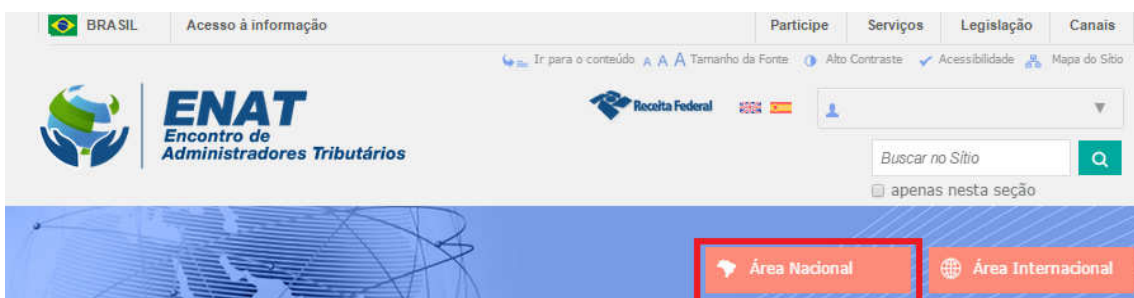 BRASIL Acesso à informação Participe Serviços Legislação Canais
Ir para o conteúdo A A A Tamanho da Fonte Alto Contraste Acessibilidade Mapa do Sítio
ENAT
Encontro de
Administradores Tributários
Receita Federal
Buscar no Sítio
apenas nesta seção
Área Nacional Área Internacional